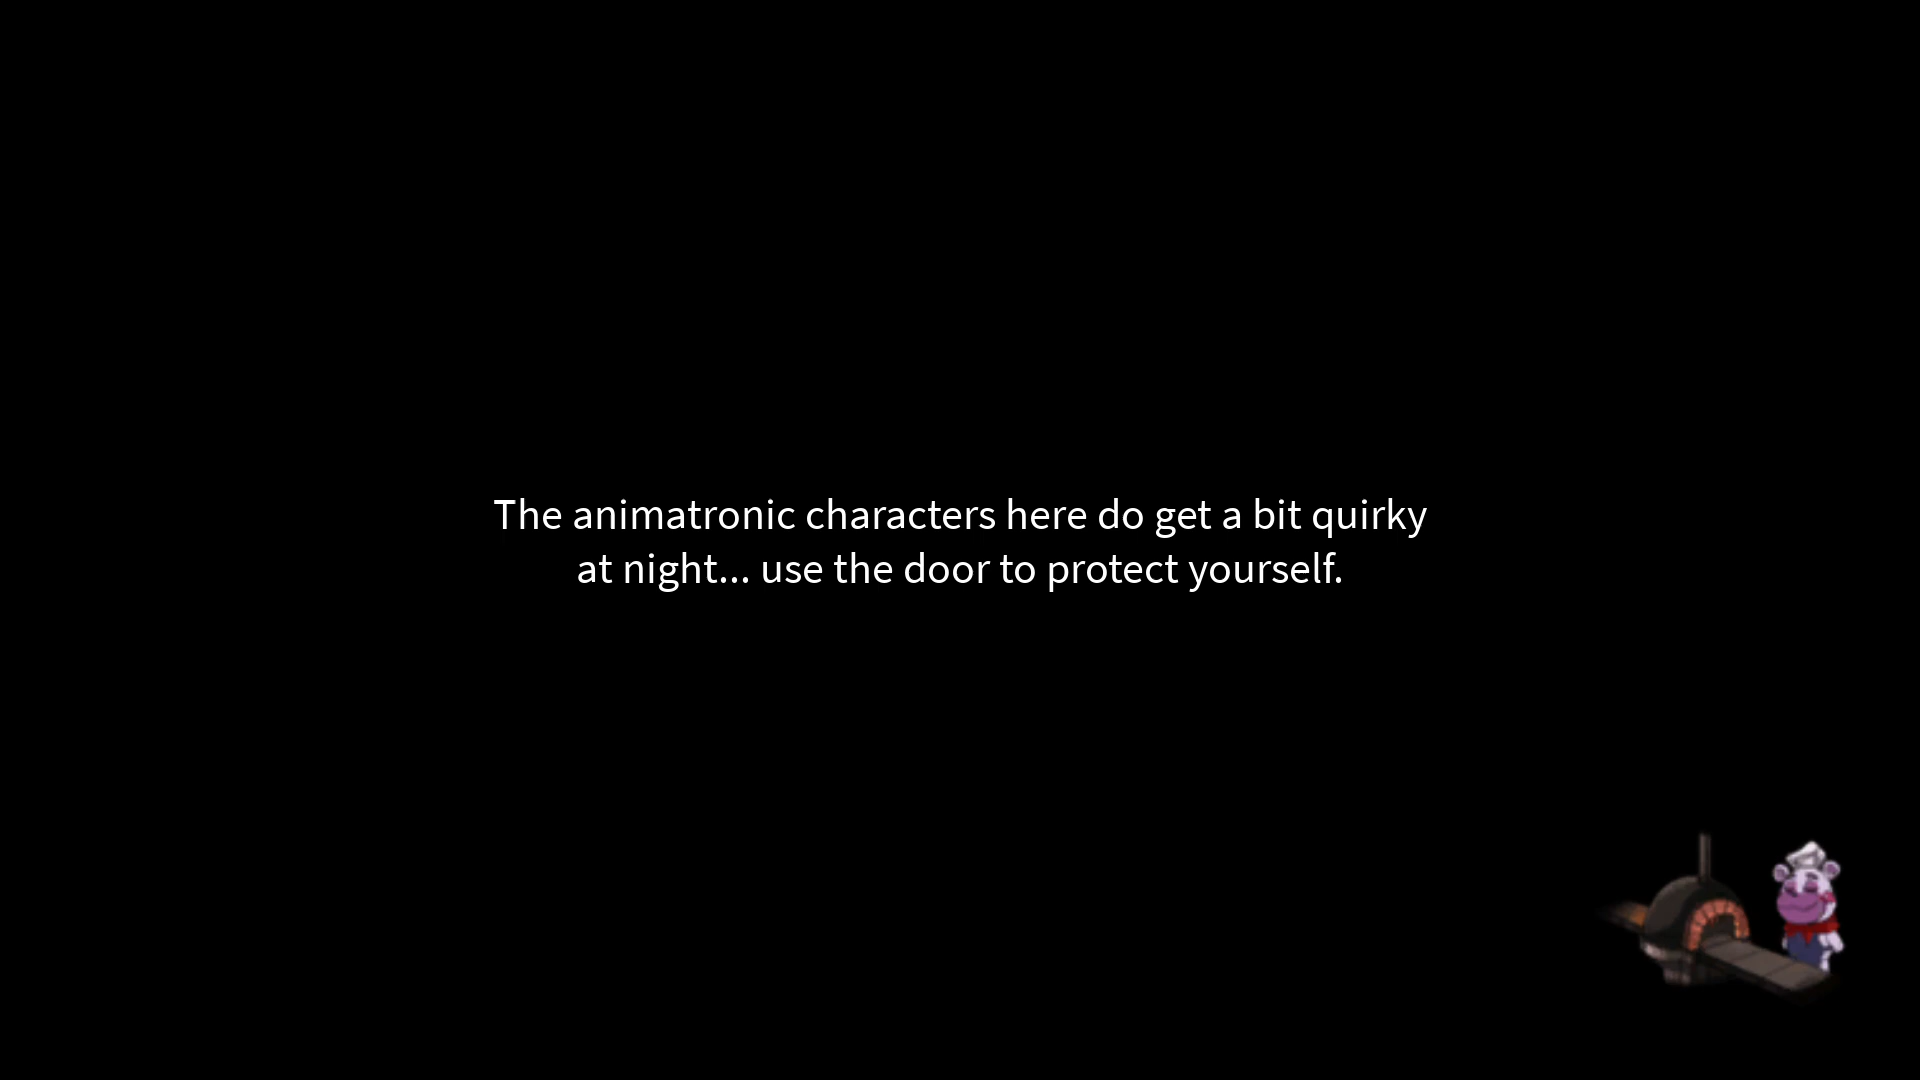 The animatronic characters here do get a bit quirky
at night... use the door to protect yourself.